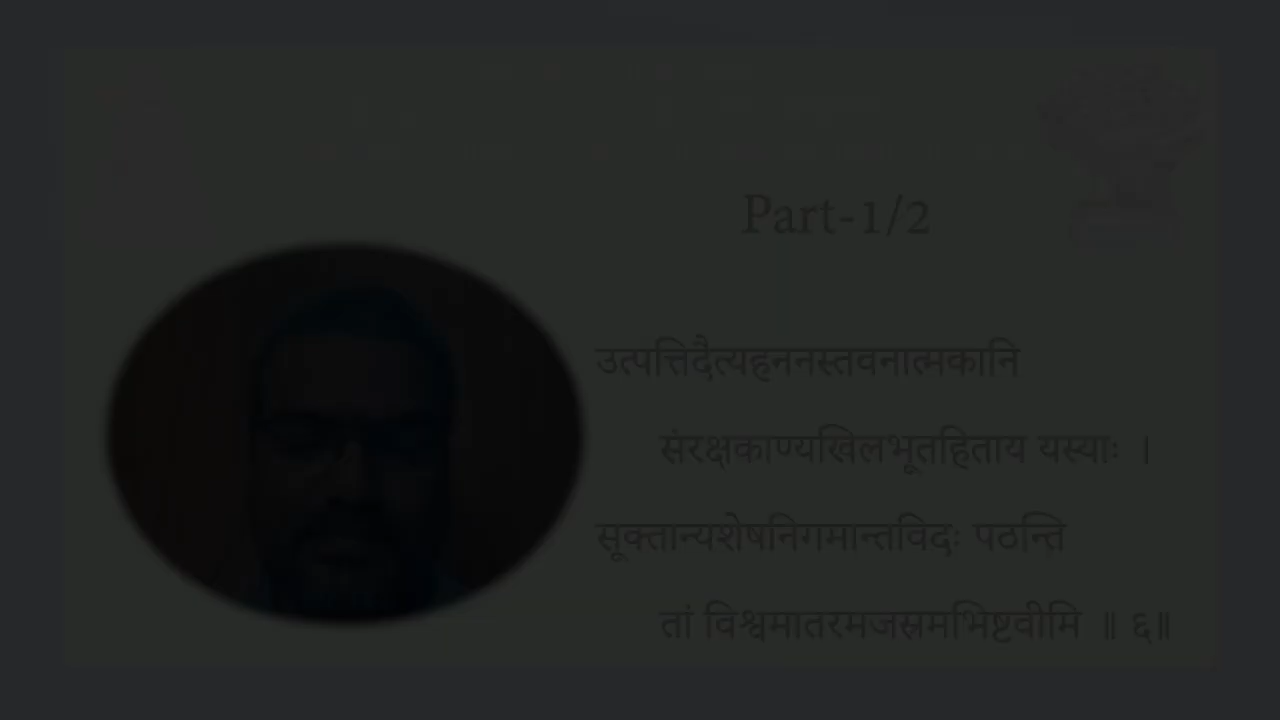 Part-1/2
उत्पत्तिदैत्यहननस्तवनात्मकानि
संरक्षकाण्यखिलभूतहिताय यस्याः ।
सूक्तान्यशेषनिगमान्तविदः पठन्ति
तां विश्वमातरमजस्रमभिष्टवीमि ॥ ६॥